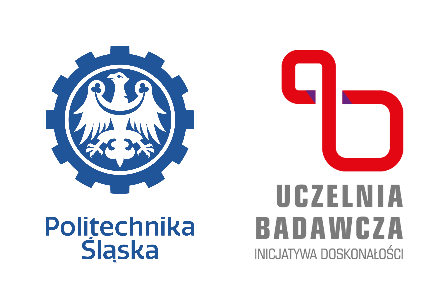 Politechnika
Śląska
UCZELNIA
BADAWCZA
INICJATYWA DOSKONAŁOŚCI